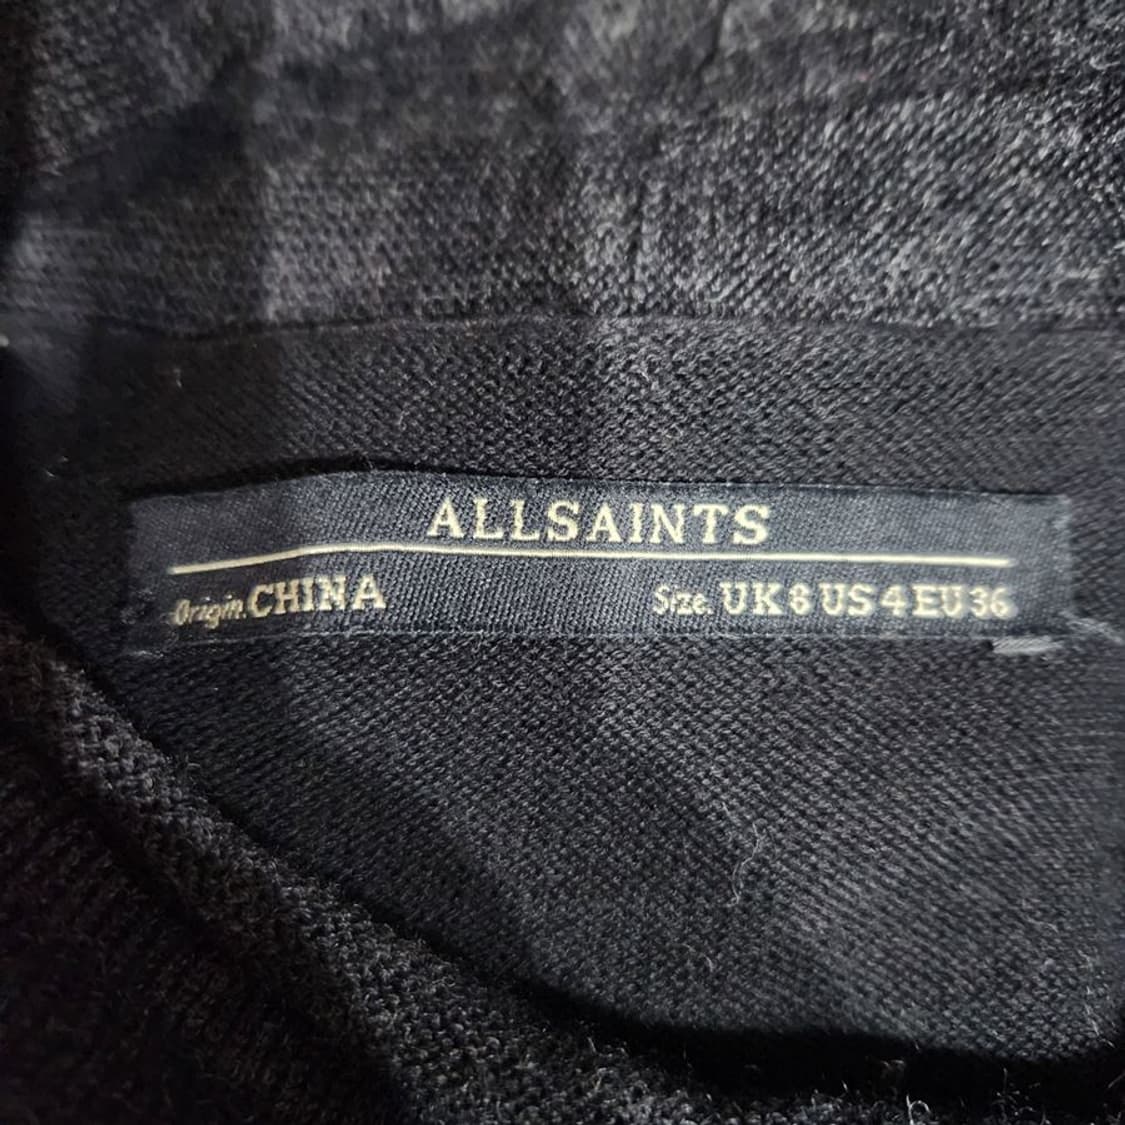 ALLSAINTS
Origin. CHINA Size. UK 8 US 4 EU 36